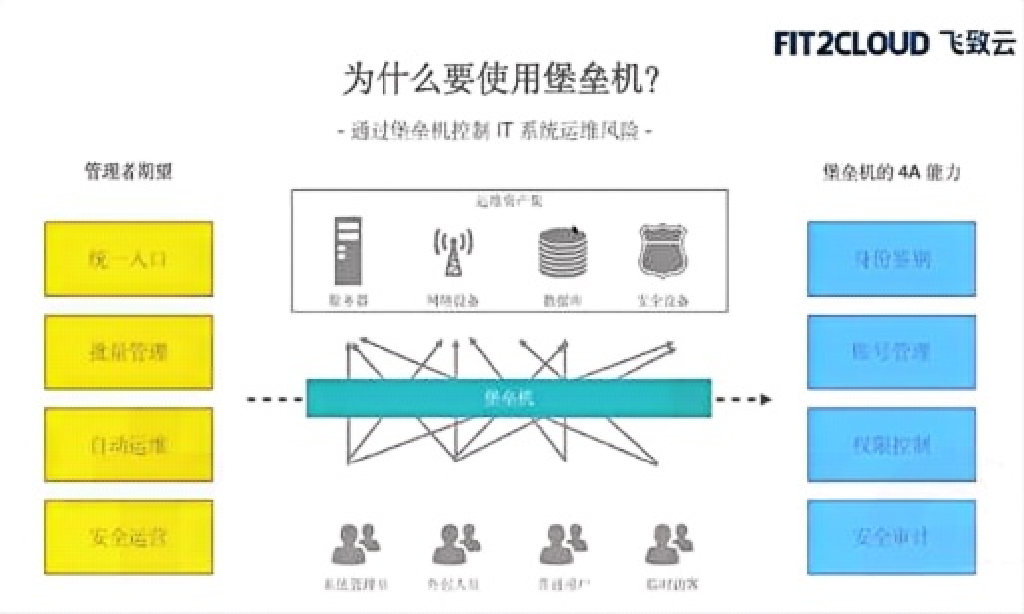 FIT2CLOUD 飞致云
为什么要使用堡垒机?
- 通过堡垒机控制 IT 系统运维风险 -
管理者期望
统一入口
批量管理
自动运维
安全运营
运维资产集
服务器
网络设备
数据库
安全设备
堡垒机
系统管理员
外包人员
普通用户
临时访客
堡垒机的 4A 能力
身份鉴别
账号管理
权限控制
安全审计